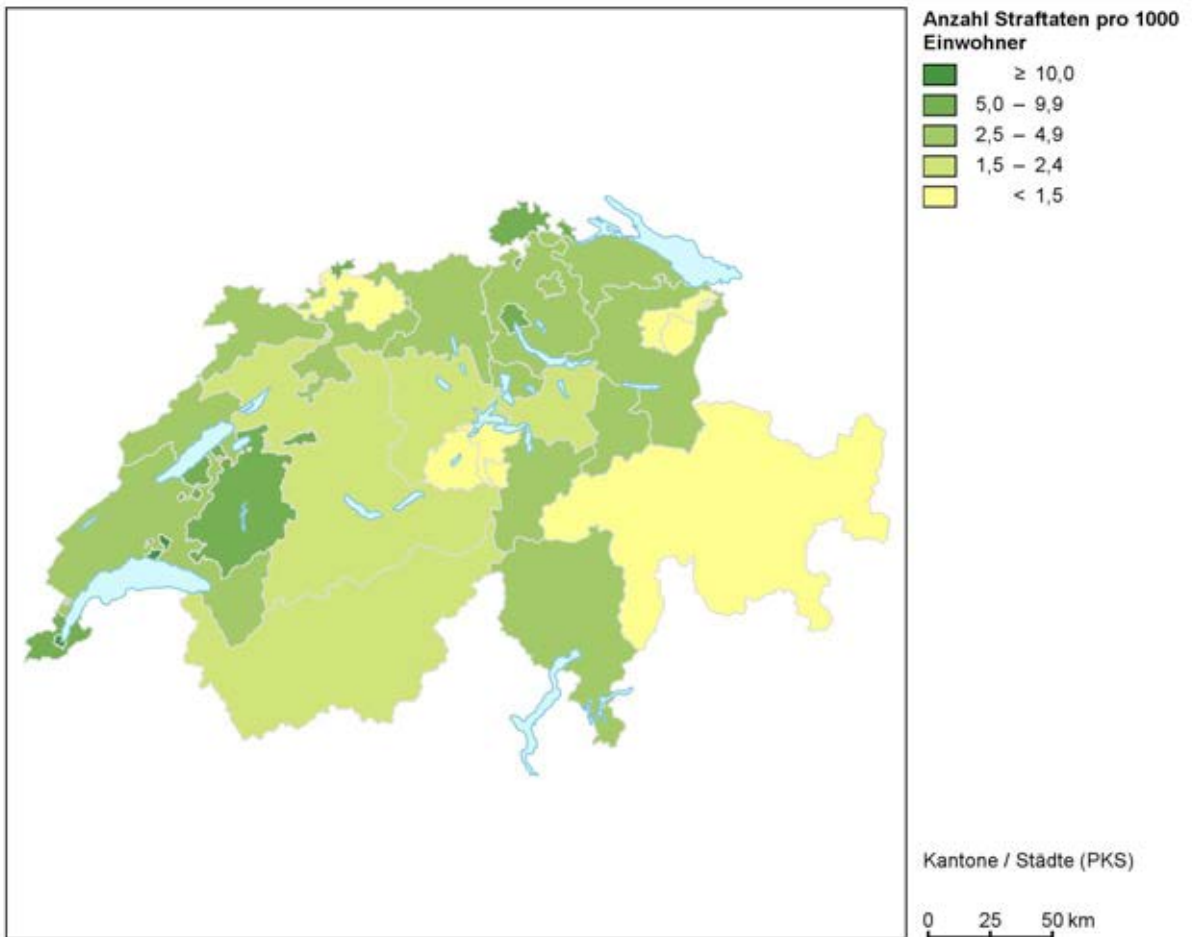 Anzahl Straftaten pro 1000
Einwohner
≥ 10,0
5,0 – 9,9
2,5 – 4,9
1,5 – 2,4
< 1,5
Kantone / Städte (PKS)
0 25 50 km